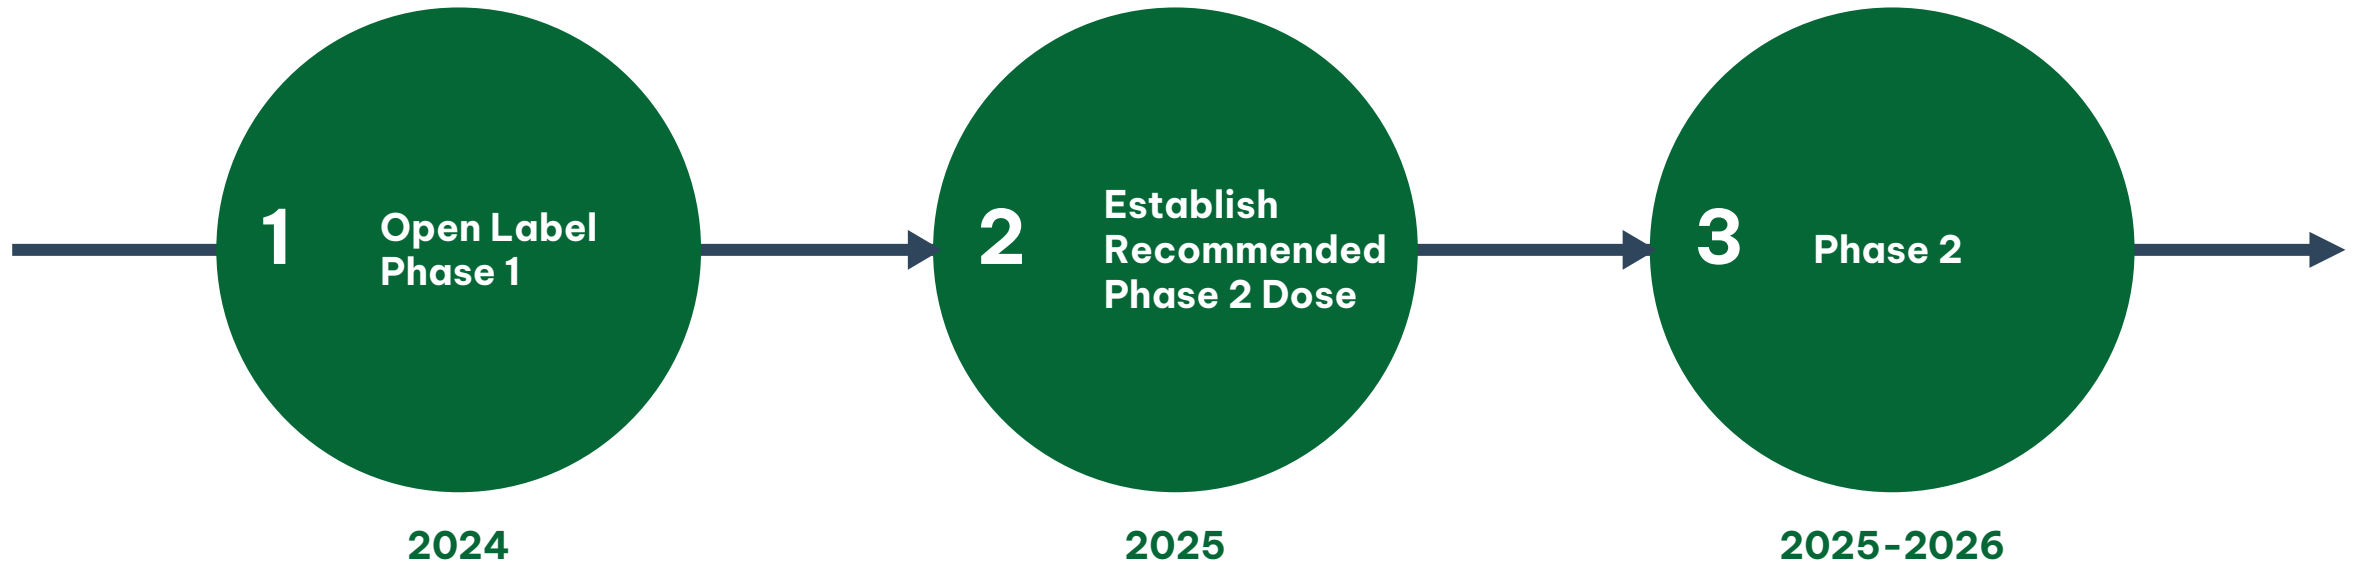 1
Open Label
Phase 1
2
Establish
Recommended
Phase 2 Dose
3
Phase 2
2024
2025
2025-2026